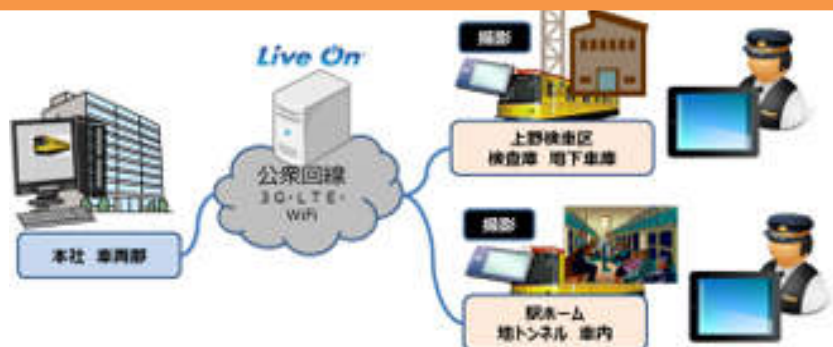 Live On
撮影
上野検車区
検査庫 地下車庫
公衆回線
3G・LTE・
WiFi
本社 車両部
撮影
駅ホーム
地トンネル 車内